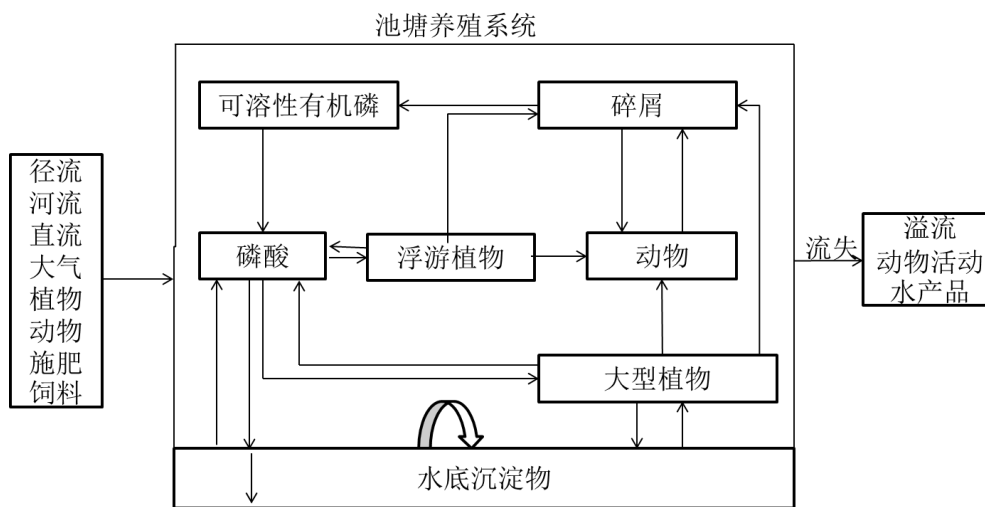 池塘养殖系统
可溶性有机磷
碎屑
径流
河流
直流
大气
植物
动物
施肥
饲料
磷酸
浮游植物
动物
流失
溢流
动物活动
水产品
大型植物
水底沉淀物